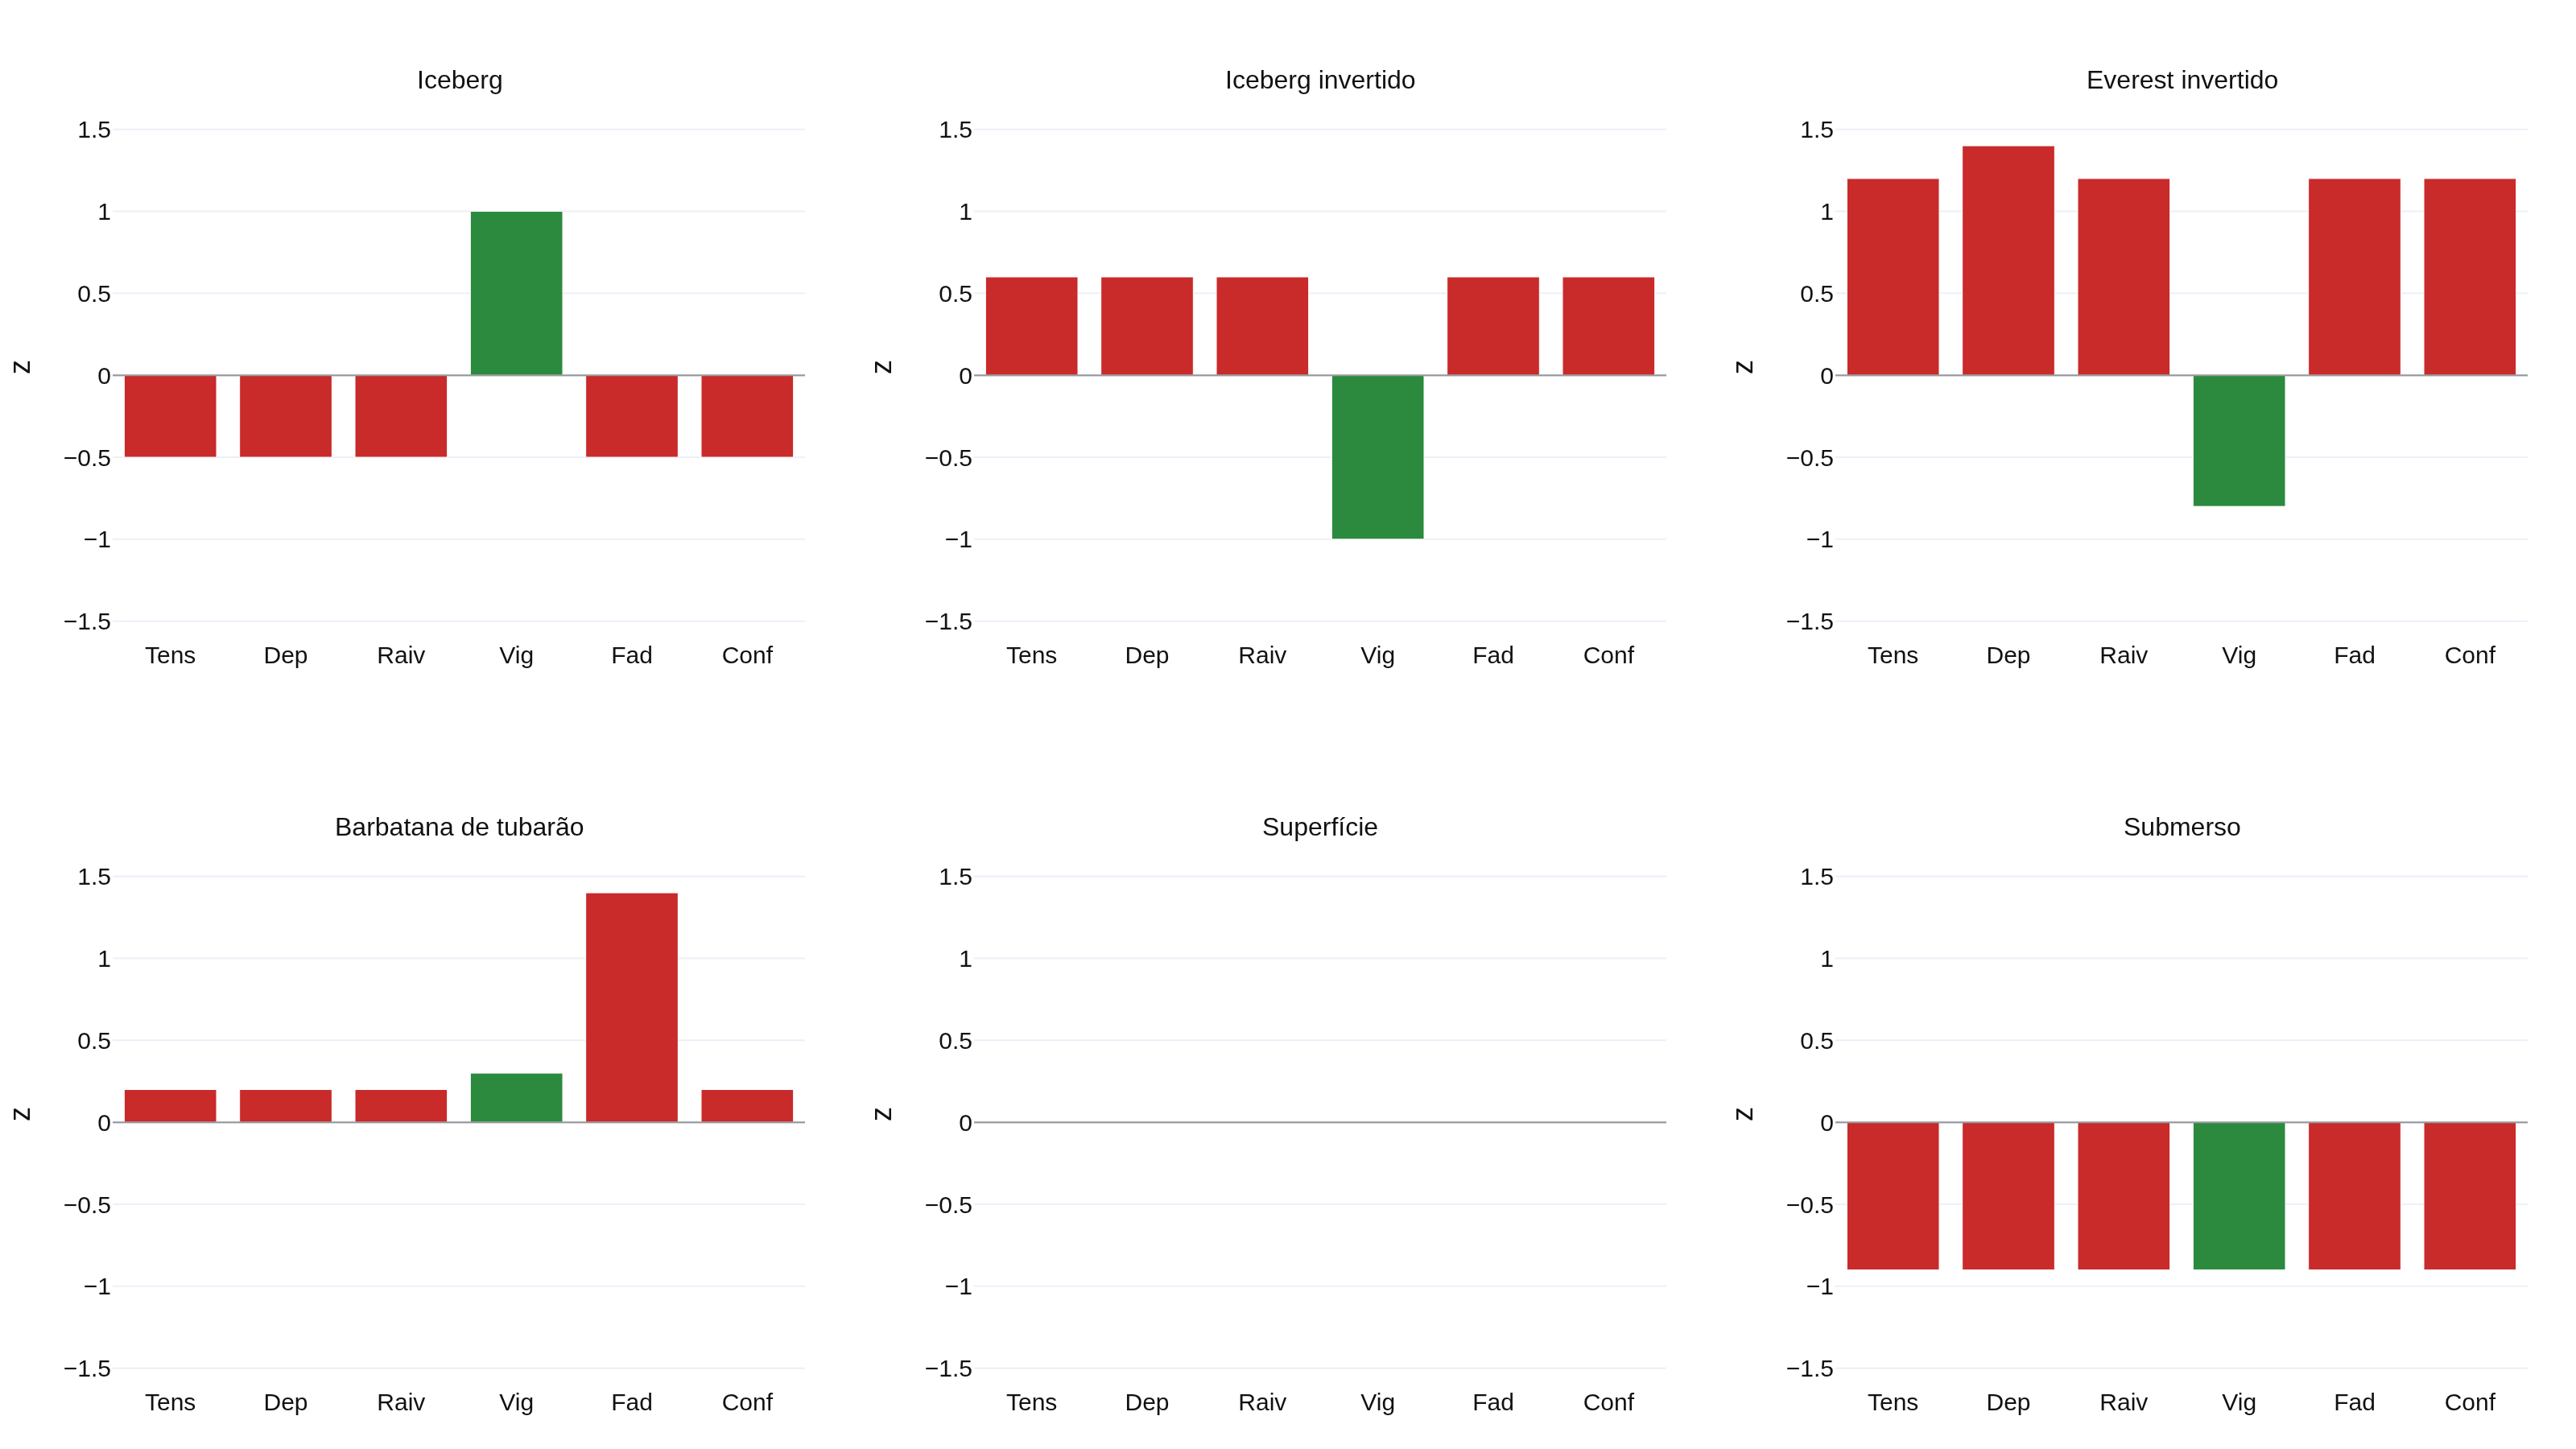 Iceberg
1.5
1
0.5
0
−0.5
−1
−1.5
z
Tens Dep Raiv Vig Fad Conf
Iceberg invertido
1.5
1
0.5
0
−0.5
−1
−1.5
z
Tens Dep Raiv Vig Fad Conf
Everest invertido
1.5
1
0.5
0
−0.5
−1
−1.5
z
Tens Dep Raiv Vig Fad Conf
Barbatana de tubarão
1.5
1
0.5
0
−0.5
−1
−1.5
z
Tens Dep Raiv Vig Fad Conf
Superfície
1.5
1
0.5
0
−0.5
−1
−1.5
z
Tens Dep Raiv Vig Fad Conf
Submerso
1.5
1
0.5
0
−0.5
−1
−1.5
z
Tens Dep Raiv Vig Fad Conf